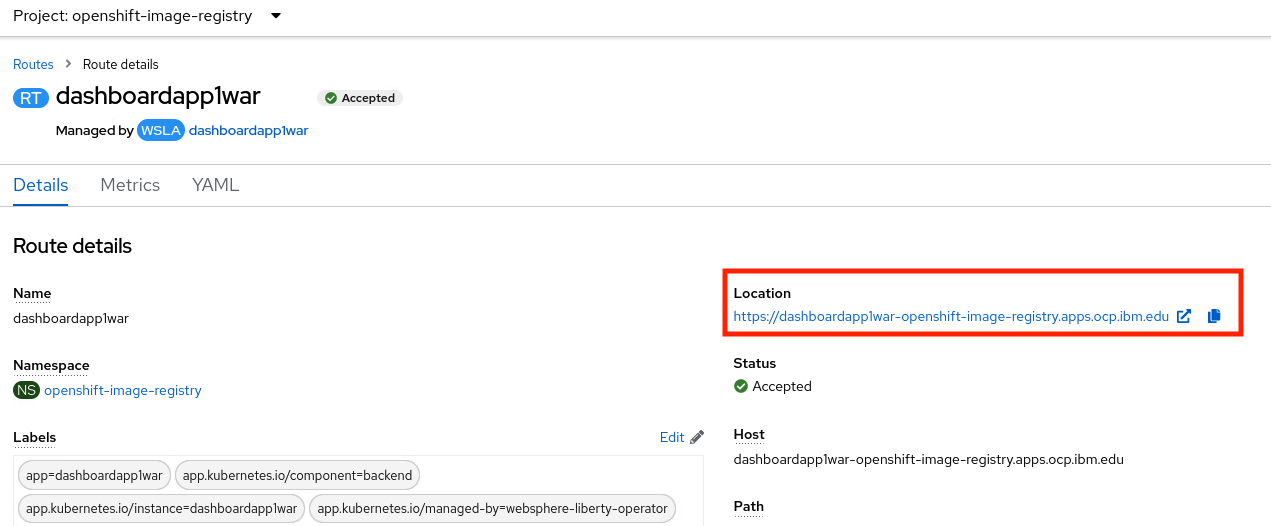 Project: openshift-image-registry
Routes > Route details
RT dashboardapp1war Accepted
Managed by WSLA dashboardapp1war
Details Metrics YAML
Route details
Name
dashboardapp1war
Namespace
NS openshift-image-registry
Labels Edit
app=dashboardapp1war app.kubernetes.io/component=backend
app.kubernetes.io/instance=dashboardapp1war app.kubernetes.io/managed-by=websphere-liberty-operator
Location
https://dashboardapp1war-openshift-image-registry.apps.ocp.ibm.edu
Status
Accepted
Host
dashboardapp1war-openshift-image-registry.apps.ocp.ibm.edu
Path